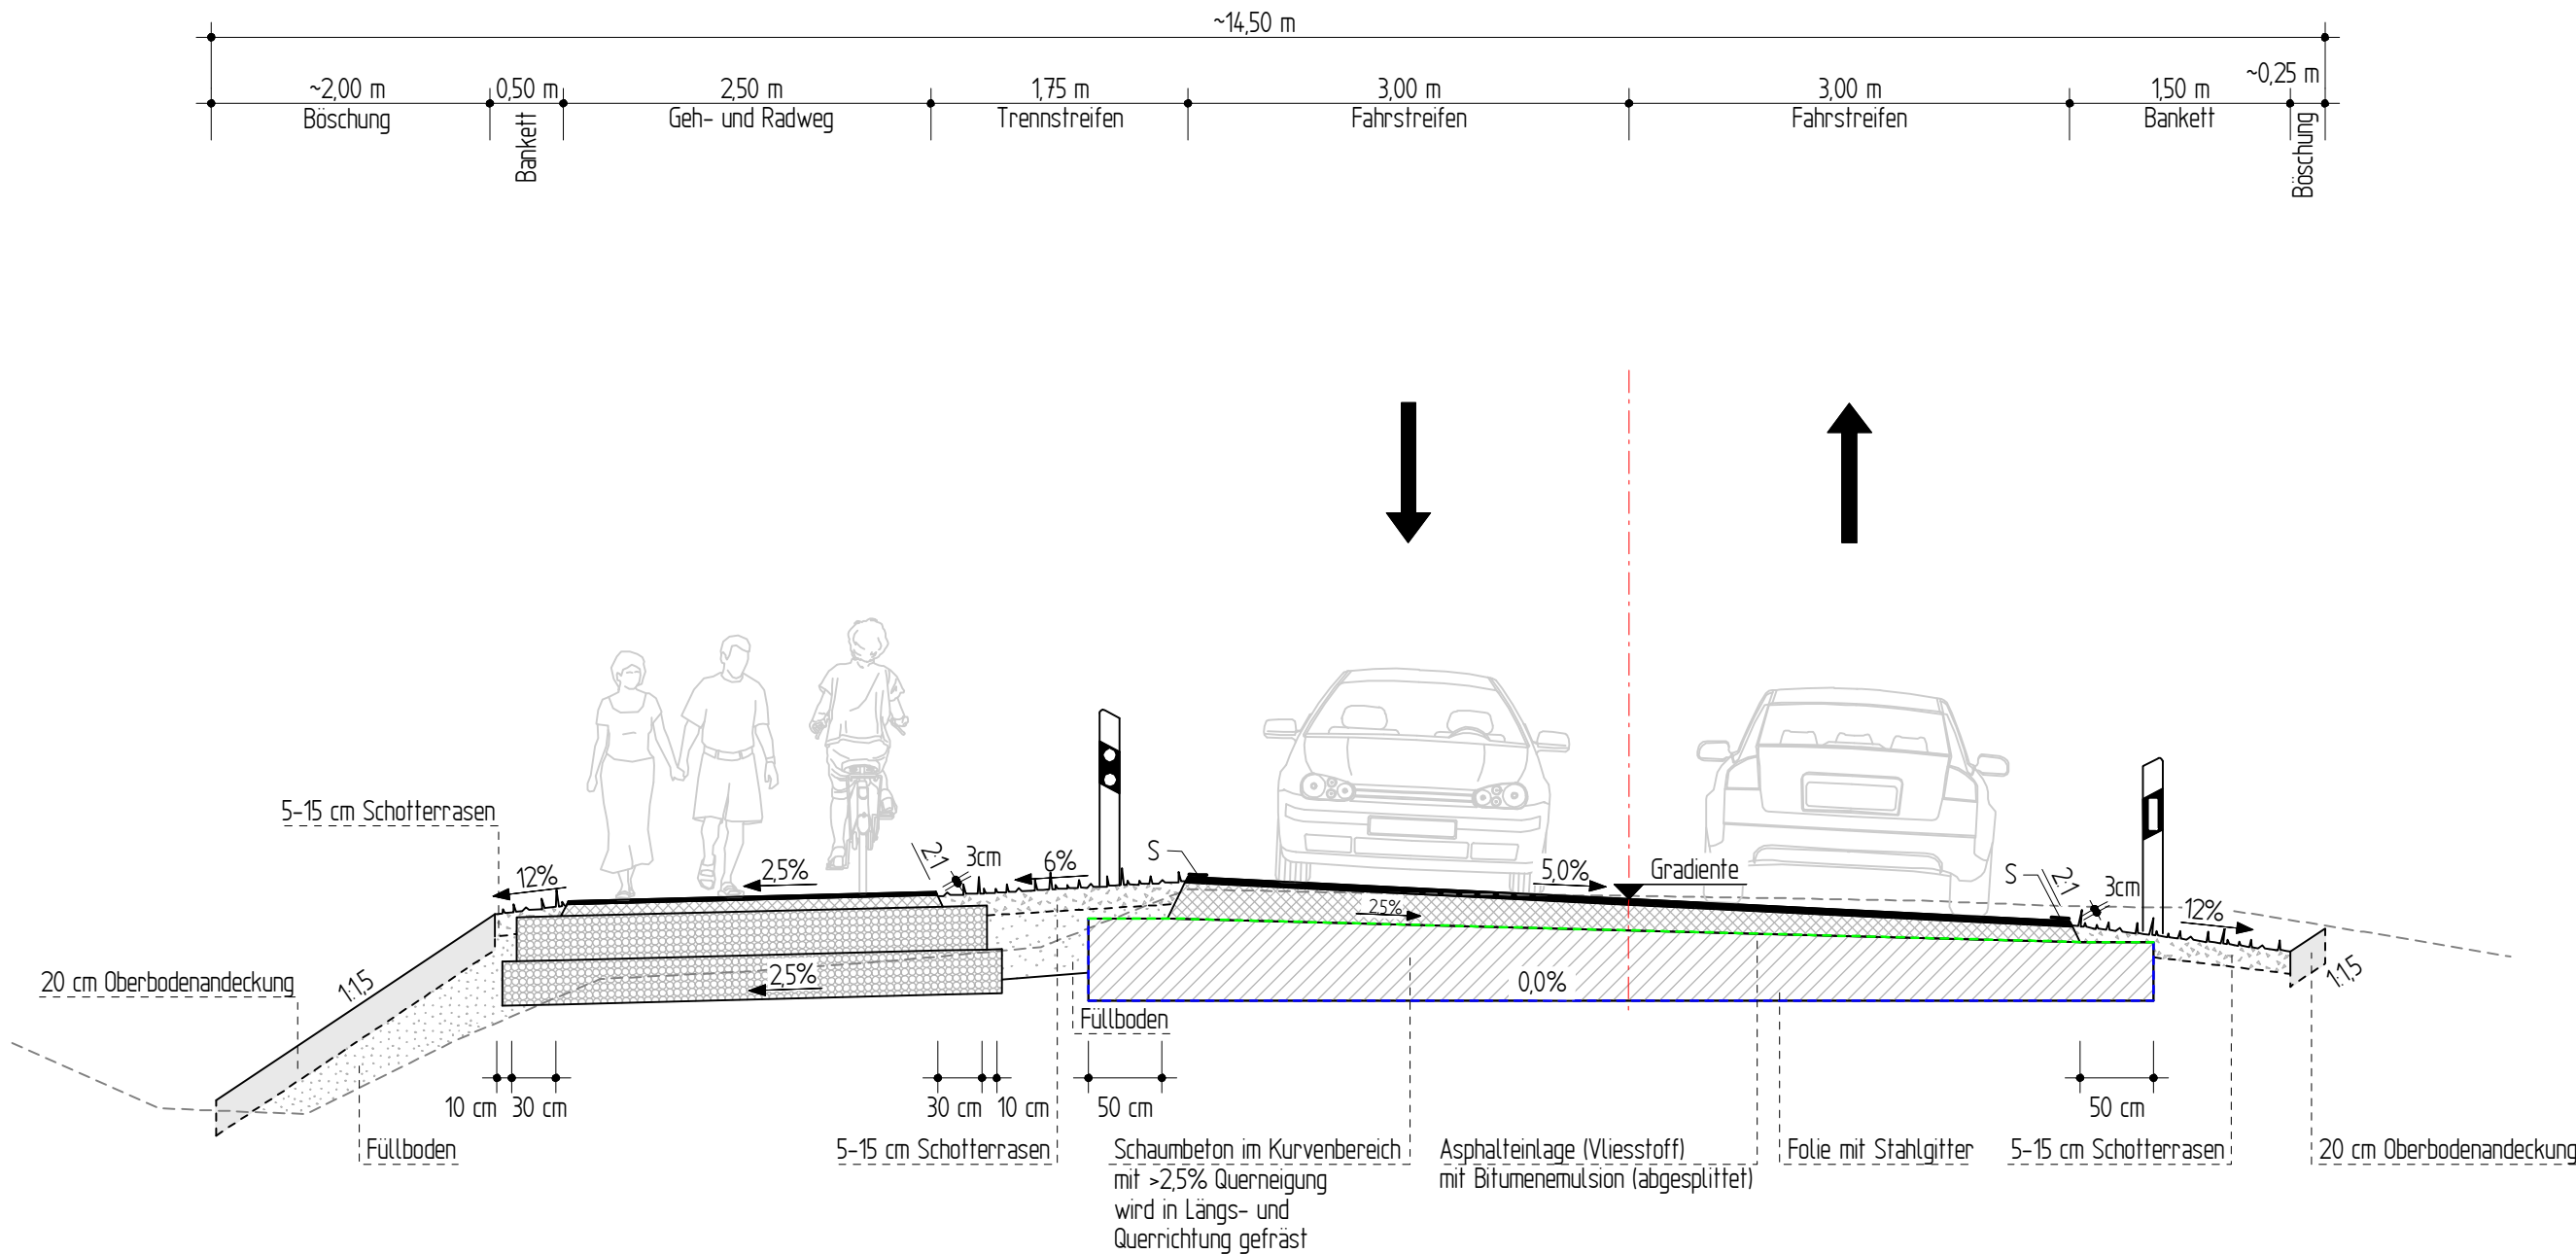 ~14,50 m
~2,00 m
0,50 m
2,50 m
1,75 m
3,00 m
3,00 m
1,50 m
~0,25 m
Böschung
Bankett
Geh- und Radweg
Trennstreifen
Fahrstreifen
Fahrstreifen
Bankett
Böschung
5-15 cm Schotterrasen
12%
2,5%
2:1
3cm
6%
S
5,0%
Gradiente
S
2:1
3cm
12%
2,5%
20 cm Oberbodenandeckung
1:1,5
2,5%
0,0%
1:1,5
Füllboden
10 cm
30 cm
30 cm
10 cm
50 cm
50 cm
Füllboden
5-15 cm Schotterrasen
Schaumbeton im Kurvenbereich
mit >2,5% Querneigung
wird in Längs- und
Querrichtung gefräst
Asphalteinlage (Vliesstoff)
mit Bitumenemulsion (abgesplittet)
Folie mit Stahlgitter
5-15 cm Schotterrasen
20 cm Oberbodenandeckung